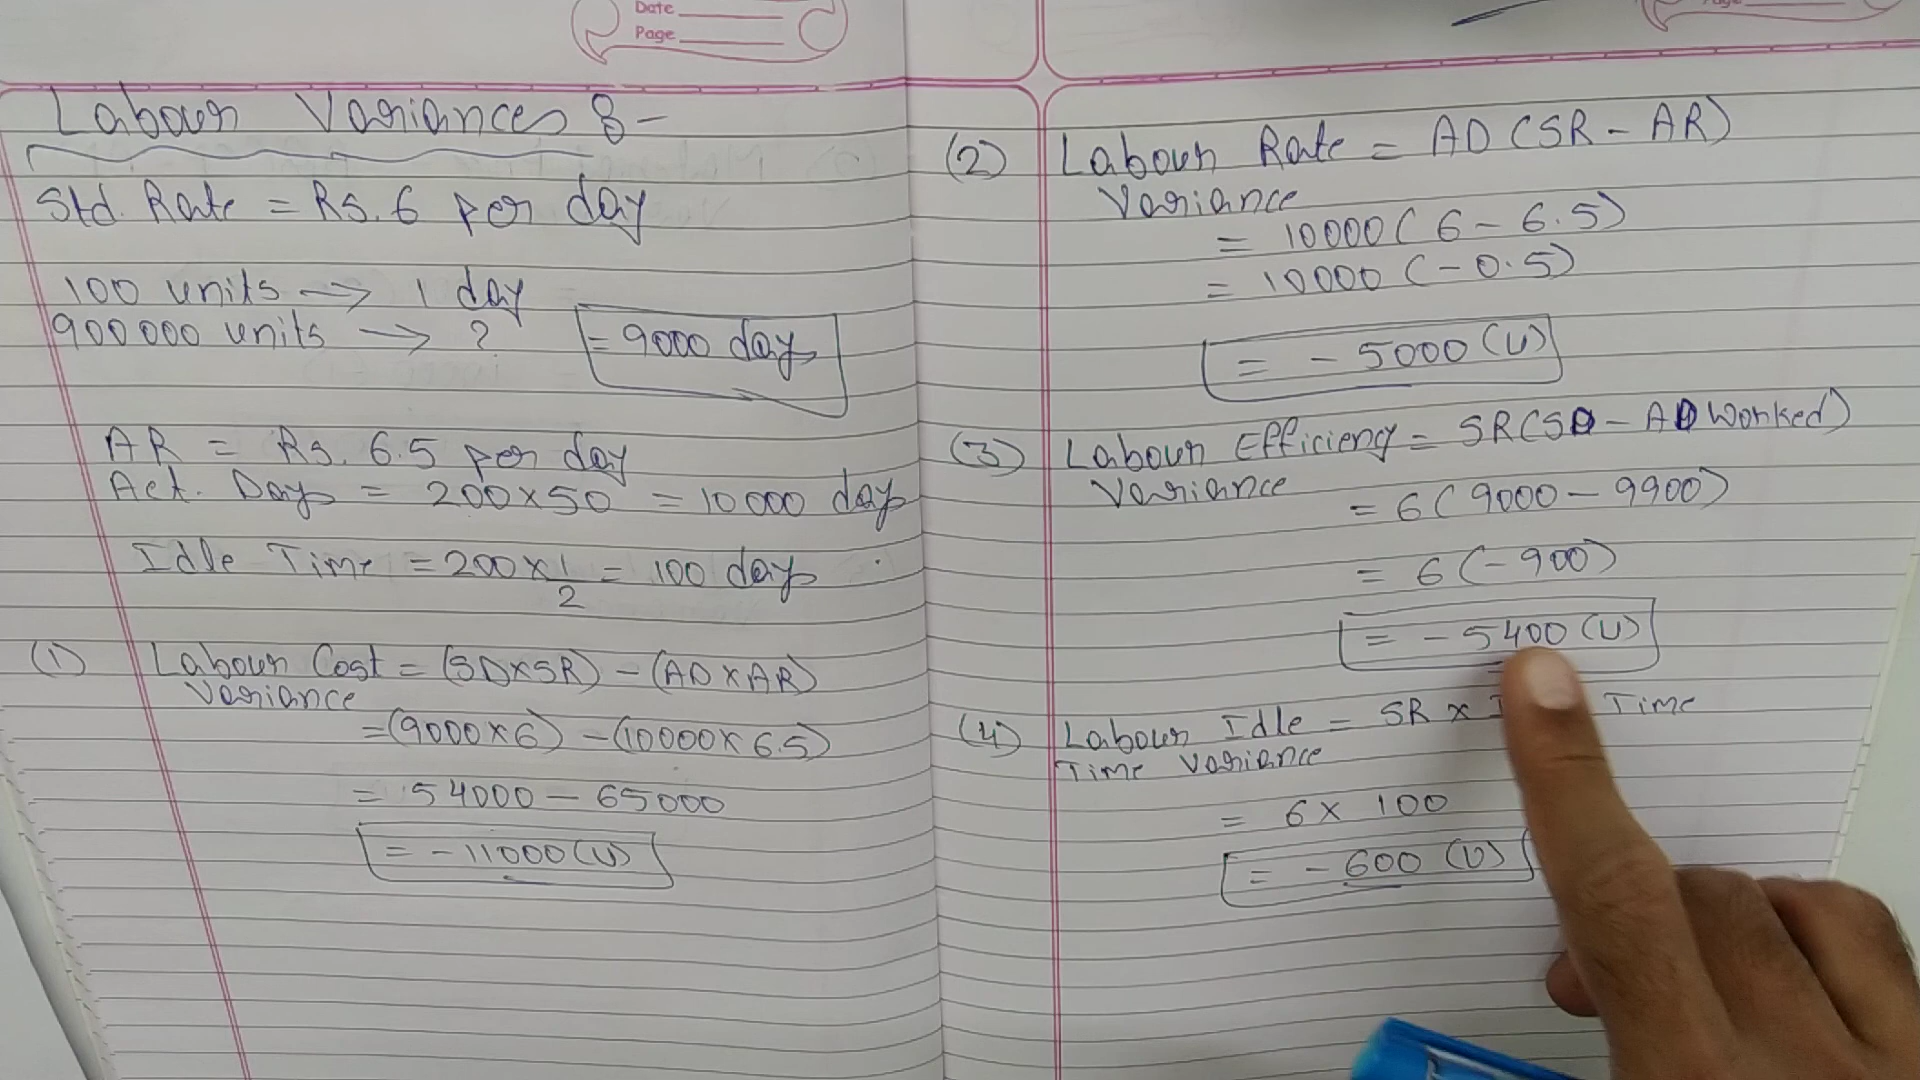 Date
Page
Labour Variances :-
Std. Rate = Rs. 6 per day
100 units → 1 day
900000 units → ?
= 9000 days
AR = Rs. 6.5 per day
Act. Days = 200×50 = 10000 days
Idle Time = 200×1/2 = 100 days
(1) Labour Cost = (SD×SR) - (AD×AR)
Variance
= (9000×6) - (10000×6.5)
= 54000 - 65000
= - 11000 (U)
Page
(2) Labour Rate = AD (SR - AR)
Variance
= 10000 (6 - 6.5)
= 10000 (-0.5)
= - 5000 (U)
(3) Labour Efficiency = SR (SD - AD Worked)
Variance
= 6 (9000 - 9900)
= 6 (-900)
= - 5400 (U)
(4) Labour Idle = SR × Time
Time Variance
= 6 × 100
= - 600 (U)